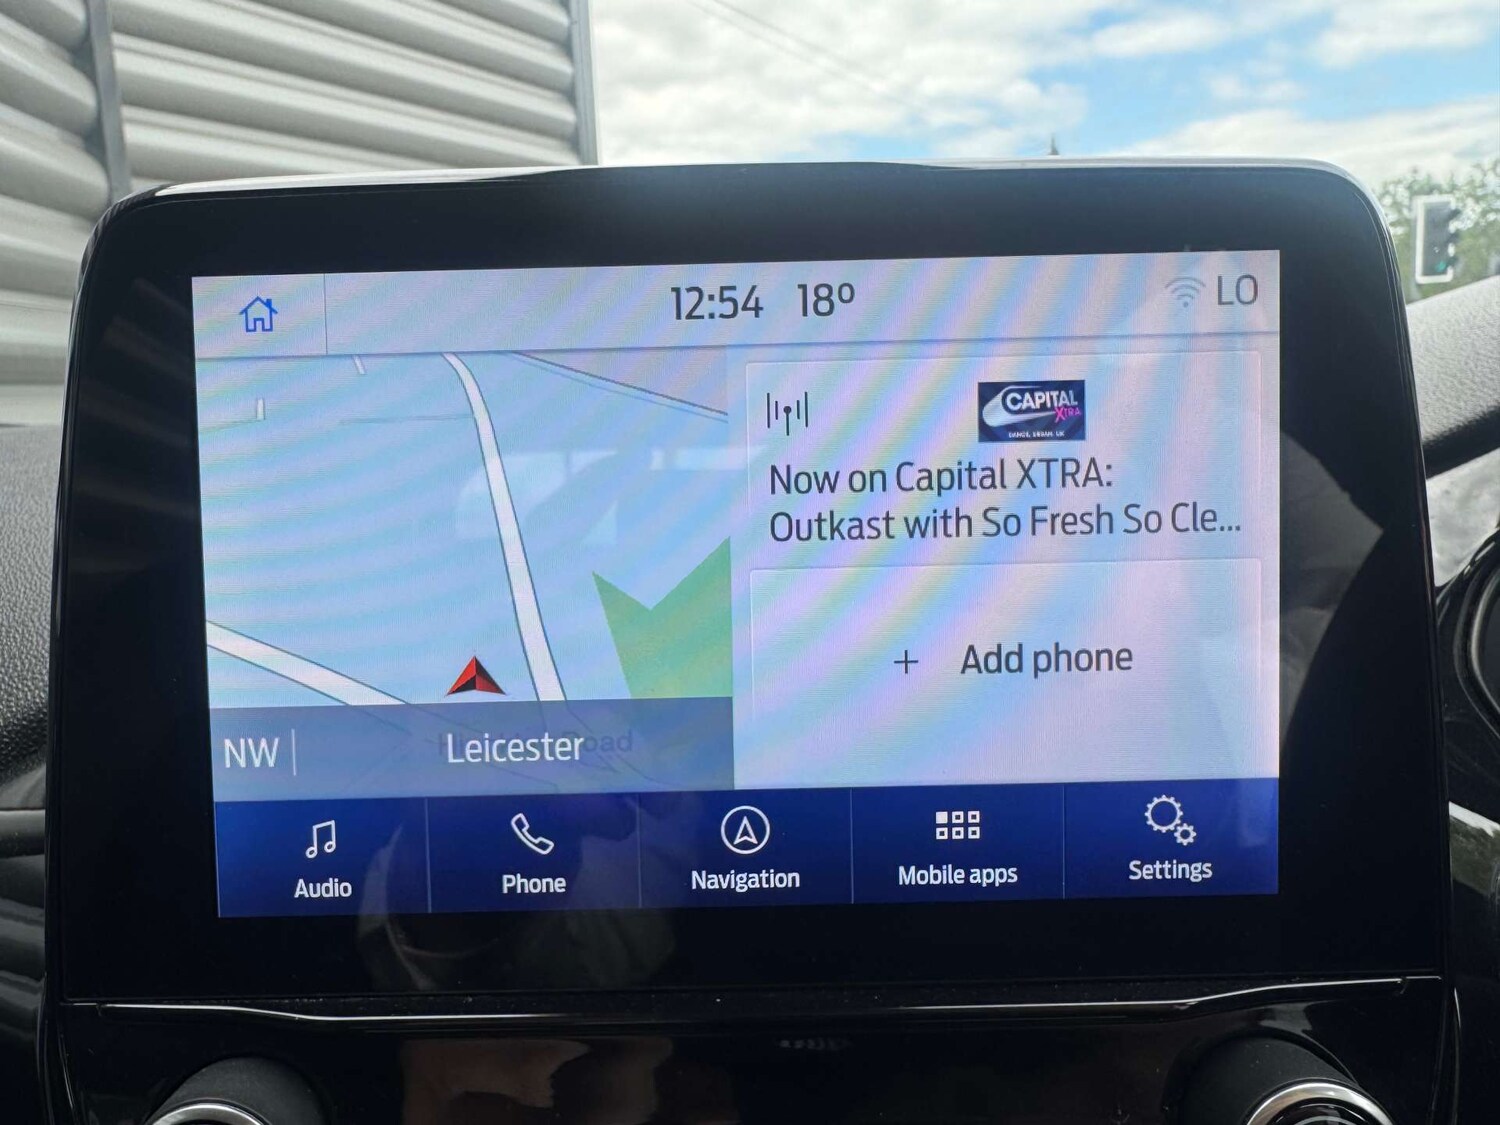 12:54 18º LO
CAPITAL
XTRA
Now on Capital XTRA:
Outkast with So Fresh So Cle...
+ Add phone
NW
Leicester
Audio
Phone
Navigation
Mobile apps
Settings